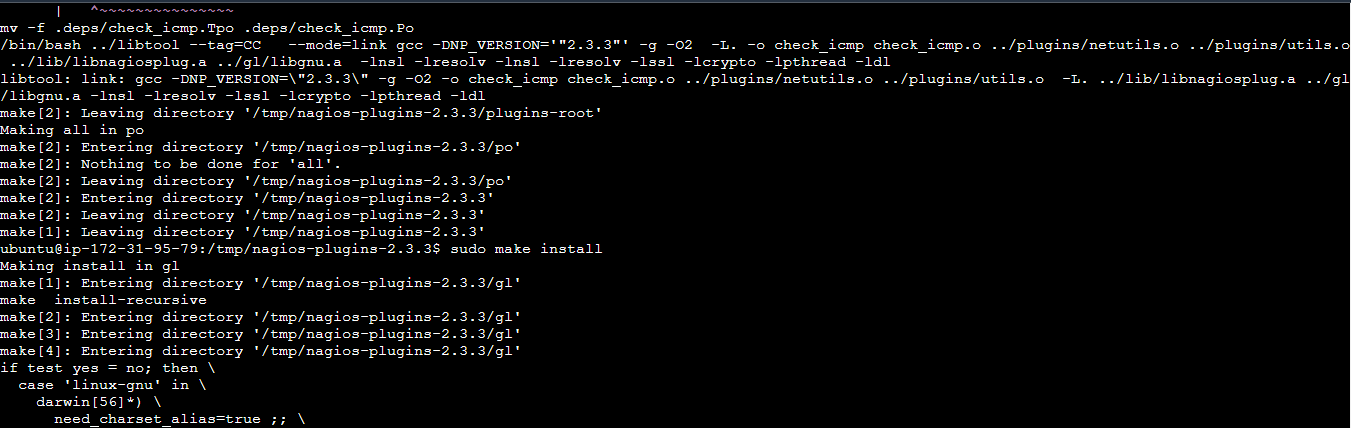 | ^~~~~~~~~~~~~~~~
mv -f .deps/check_icmp.Tpo .deps/check_icmp.Po
/bin/bash ../libtool --tag=CC   --mode=link gcc -DNP_VERSION='"2.3.3"' -g -O2  -L. -o check_icmp check_icmp.o ../plugins/netutils.o ../plugins/utils.o
 ../lib/libnagiosplug.a ../gl/libgnu.a  -lnsl -lresolv -lnsl -lresolv -lssl -lcrypto -lpthread -ldl
libtool: link: gcc -DNP_VERSION=\"2.3.3\" -g -O2 -o check_icmp check_icmp.o ../plugins/netutils.o ../plugins/utils.o  -L. ../lib/libnagiosplug.a ../gl
/libgnu.a -lnsl -lresolv -lssl -lcrypto -lpthread -ldl
make[2]: Leaving directory '/tmp/nagios-plugins-2.3.3/plugins-root'
Making all in po
make[2]: Entering directory '/tmp/nagios-plugins-2.3.3/po'
make[2]: Nothing to be done for 'all'.
make[2]: Leaving directory '/tmp/nagios-plugins-2.3.3/po'
make[2]: Entering directory '/tmp/nagios-plugins-2.3.3'
make[2]: Leaving directory '/tmp/nagios-plugins-2.3.3'
make[1]: Leaving directory '/tmp/nagios-plugins-2.3.3'
ubuntu@ip-172-31-95-79:/tmp/nagios-plugins-2.3.3$ sudo make install
Making install in gl
make[1]: Entering directory '/tmp/nagios-plugins-2.3.3/gl'
make  install-recursive
make[2]: Entering directory '/tmp/nagios-plugins-2.3.3/gl'
make[3]: Entering directory '/tmp/nagios-plugins-2.3.3/gl'
make[4]: Entering directory '/tmp/nagios-plugins-2.3.3/gl'
if test yes = no; then \
  case 'linux-gnu' in \
    darwin[56]*) \
      need_charset_alias=true ;; \